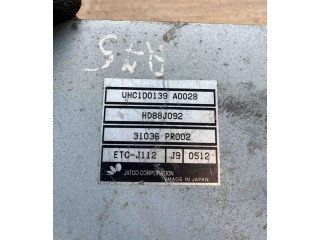 UHC100139 A0028
HD88J092
31036 PR002
ETC-J112 J9 0512
JATCO CORPORATION
MADE IN JAPAN